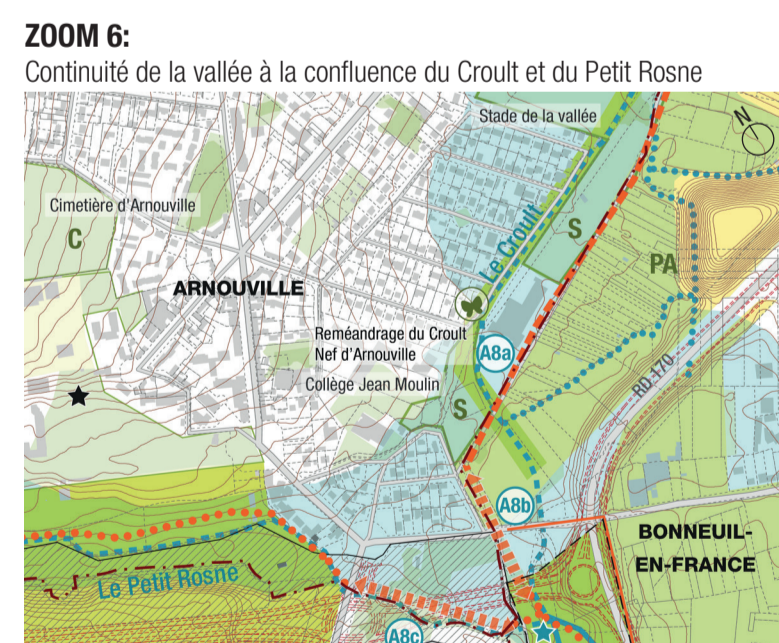 ZOOM 6:
Continuité de la vallée à la confluence du Croult et du Petit Rosne
Stade de la vallée
N
Cimetière d'Arnouville
C
Le Croult
S
PA
ARNOUVILLE
Reméandrage du Croult
Nef d'Arnouville
A8a
Collège Jean Moulin
RD 170
S
A8b
BONNEUIL-
EN-FRANCE
Le Petit Rosne
A8c